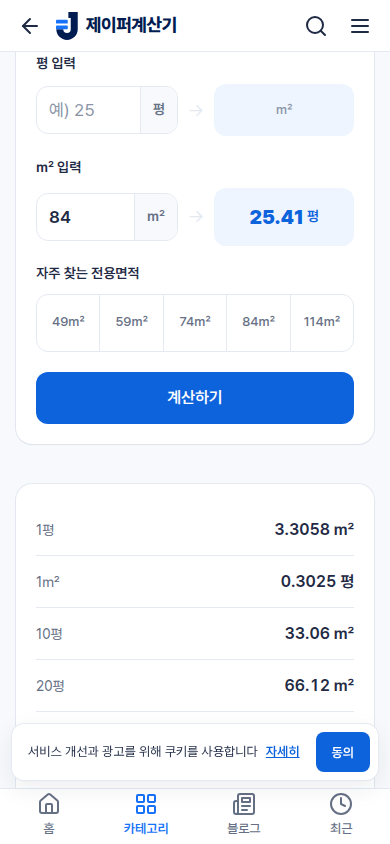 제이퍼계산기
평 입력
예) 25 평 → m²
m² 입력
84 m² → 25.41 평
자주 찾는 전용면적
49m² 59m² 74m² 84m² 114m²
계산하기
1평 3.3058 m²
1m² 0.3025 평
10평 33.06 m²
20평 66.12 m²
서비스 개선과 광고를 위해 쿠키를 사용합니다 자세히 동의
홈 카테고리 블로그 최근